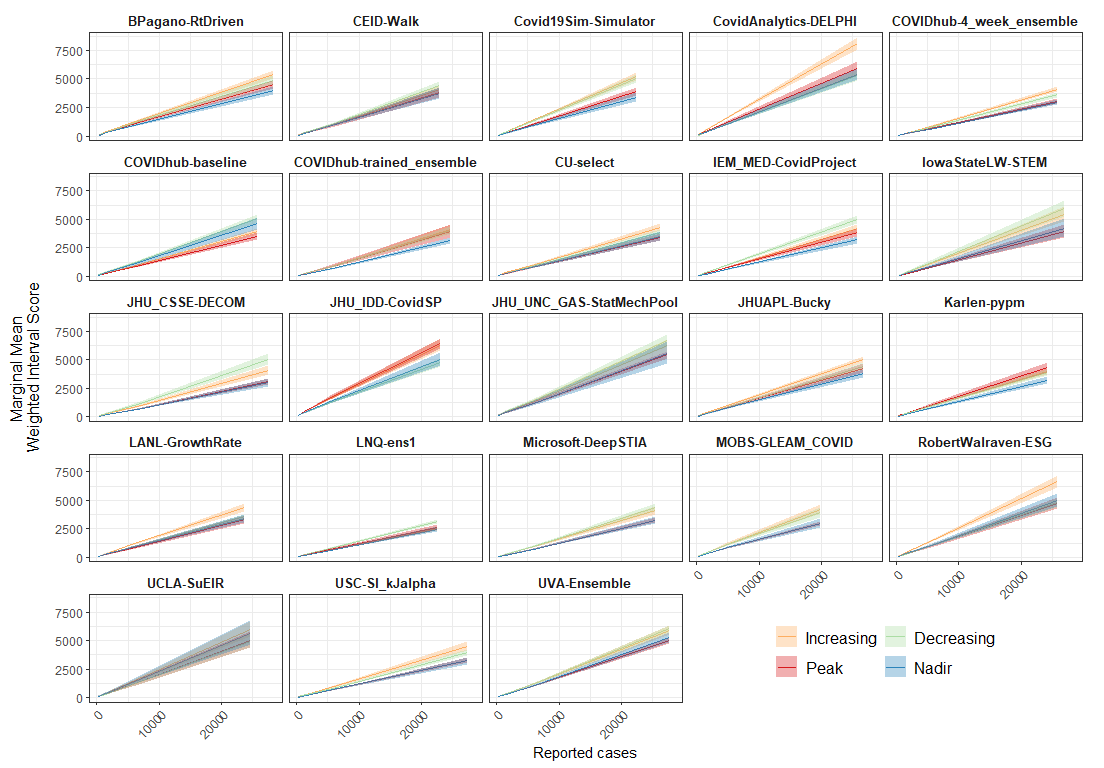 BPagano-RtDriven
CEID-Walk
Covid19Sim-Simulator
CovidAnalytics-DELPHI
COVIDhub-4_week_ensemble
7500
5000
2500
0
COVIDhub-baseline
COVIDhub-trained_ensemble
CU-select
IEM_MED-CovidProject
IowaStateLW-STEM
7500
5000
2500
0
JHU_CSSE-DECOM
JHU_IDD-CovidSP
JHU_UNC_GAS-StatMechPool
JHUAPL-Bucky
Karlen-pypm
7500
5000
2500
0
Marginal Mean
Weighted Interval Score
LANL-GrowthRate
LNQ-ens1
Microsoft-DeepSTIA
MOBS-GLEAM_COVID
RobertWalraven-ESG
7500
5000
2500
0
0
10000
20000
0
10000
20000
UCLA-SuEIR
USC-SI_kJalpha
UVA-Ensemble
7500
5000
2500
0
0
10000
20000
0
10000
20000
0
10000
20000
Increasing
Decreasing
Peak
Nadir
Reported cases